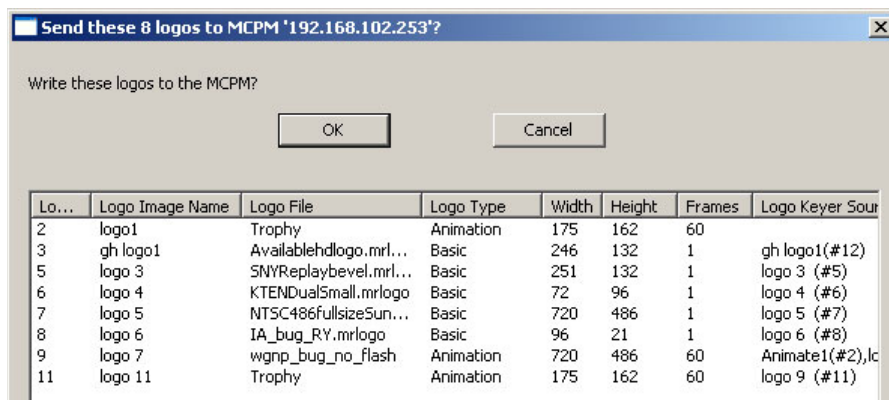 Send these 8 logos to MCPM '192.168.102.253'?
Write these logos to the MCPM?
OK Cancel
Lo... Logo Image Name Logo File Logo Type Width Height Frames Logo Keyer Sour
2 logo1 Trophy Animation 175 162 60
3 gh logo1 Availablehdlogo.mrl... Basic 246 132 1 gh logo1(#12)
5 logo 3 SNYReplaybevel.mrl... Basic 251 132 1 logo 3 (#5)
6 logo 4 KTENDualSmall.mrlogo Basic 72 96 1 logo 4 (#6)
7 logo 5 NTSC486fullsizeSun... Basic 720 486 1 logo 5 (#7)
8 logo 6 IA_bug_RY.mrlogo Basic 96 21 1 logo 6 (#8)
9 logo 7 wgnp_bug_no_flash Animation 720 486 60 Animate1(#2),lo
11 logo 11 Trophy Animation 175 162 60 logo 9 (#11)